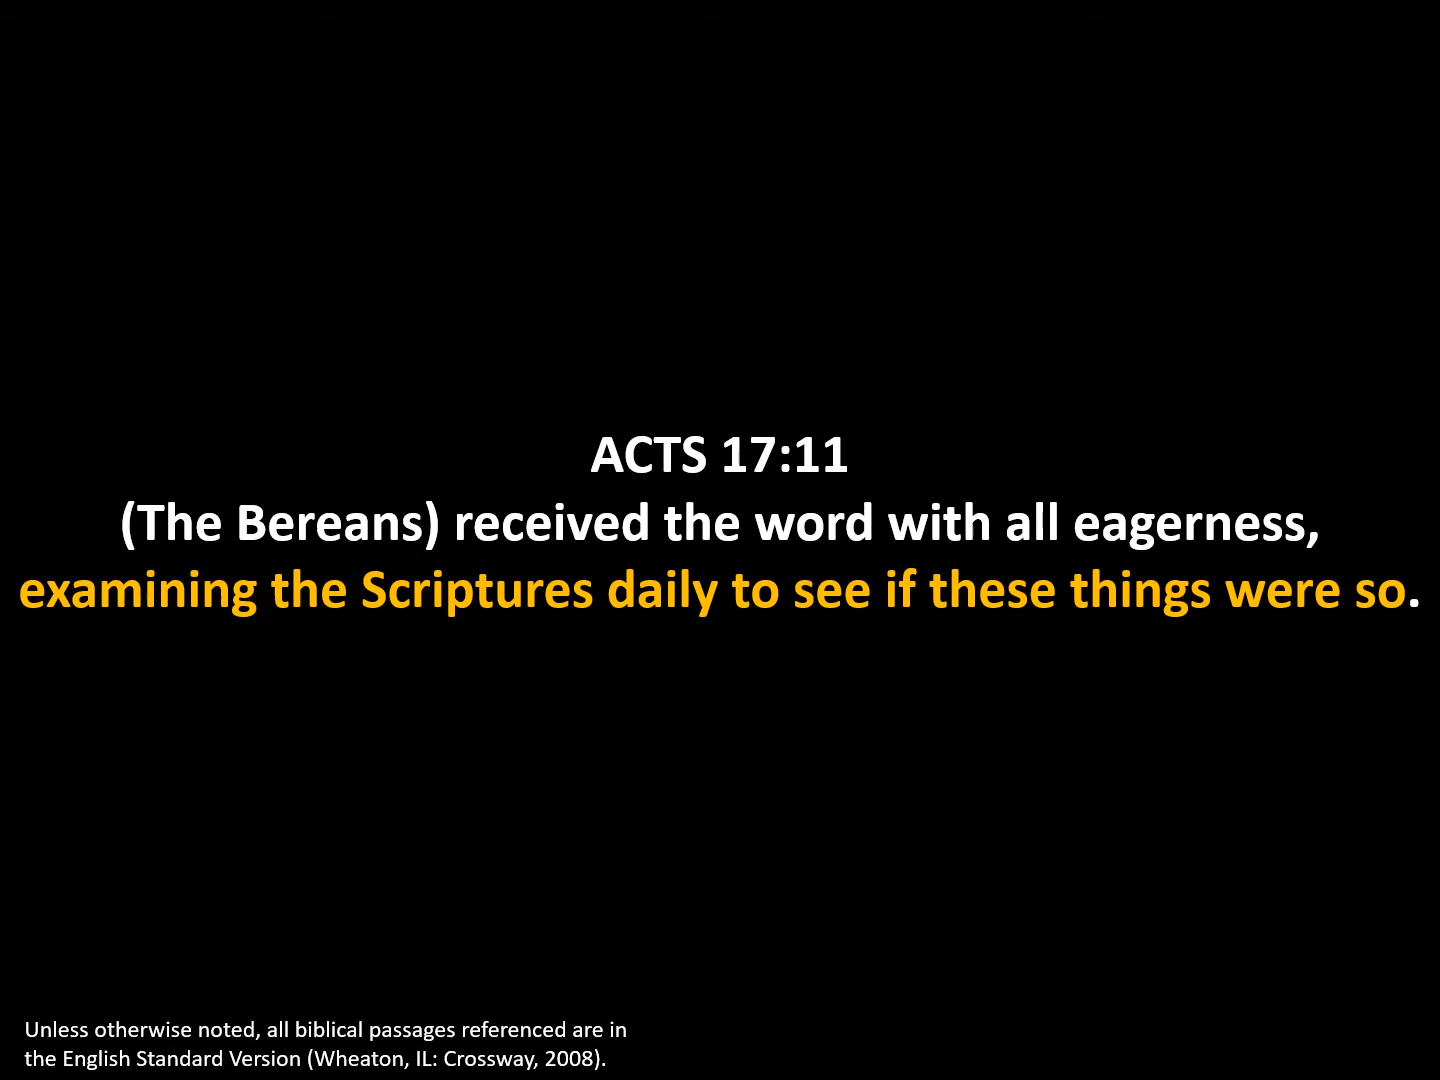 ACTS 17:11
(The Bereans) received the word with all eagerness,
examining the Scriptures daily to see if these things were so.
Unless otherwise noted, all biblical passages referenced are in
the English Standard Version (Wheaton, IL: Crossway, 2008).